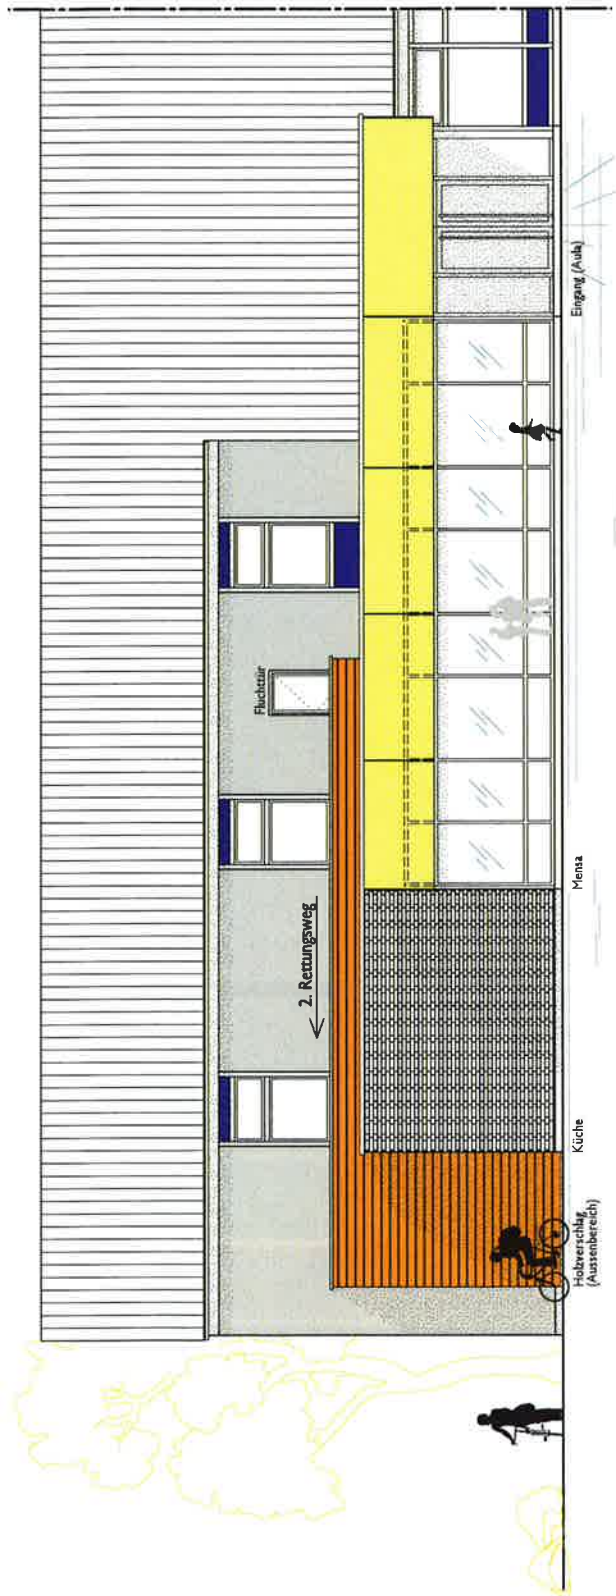 Fluchttür
2. Rettungsweg
Holzverschlag
(Aussenbereich)
Küche
Mensa
Eingang (Aula)